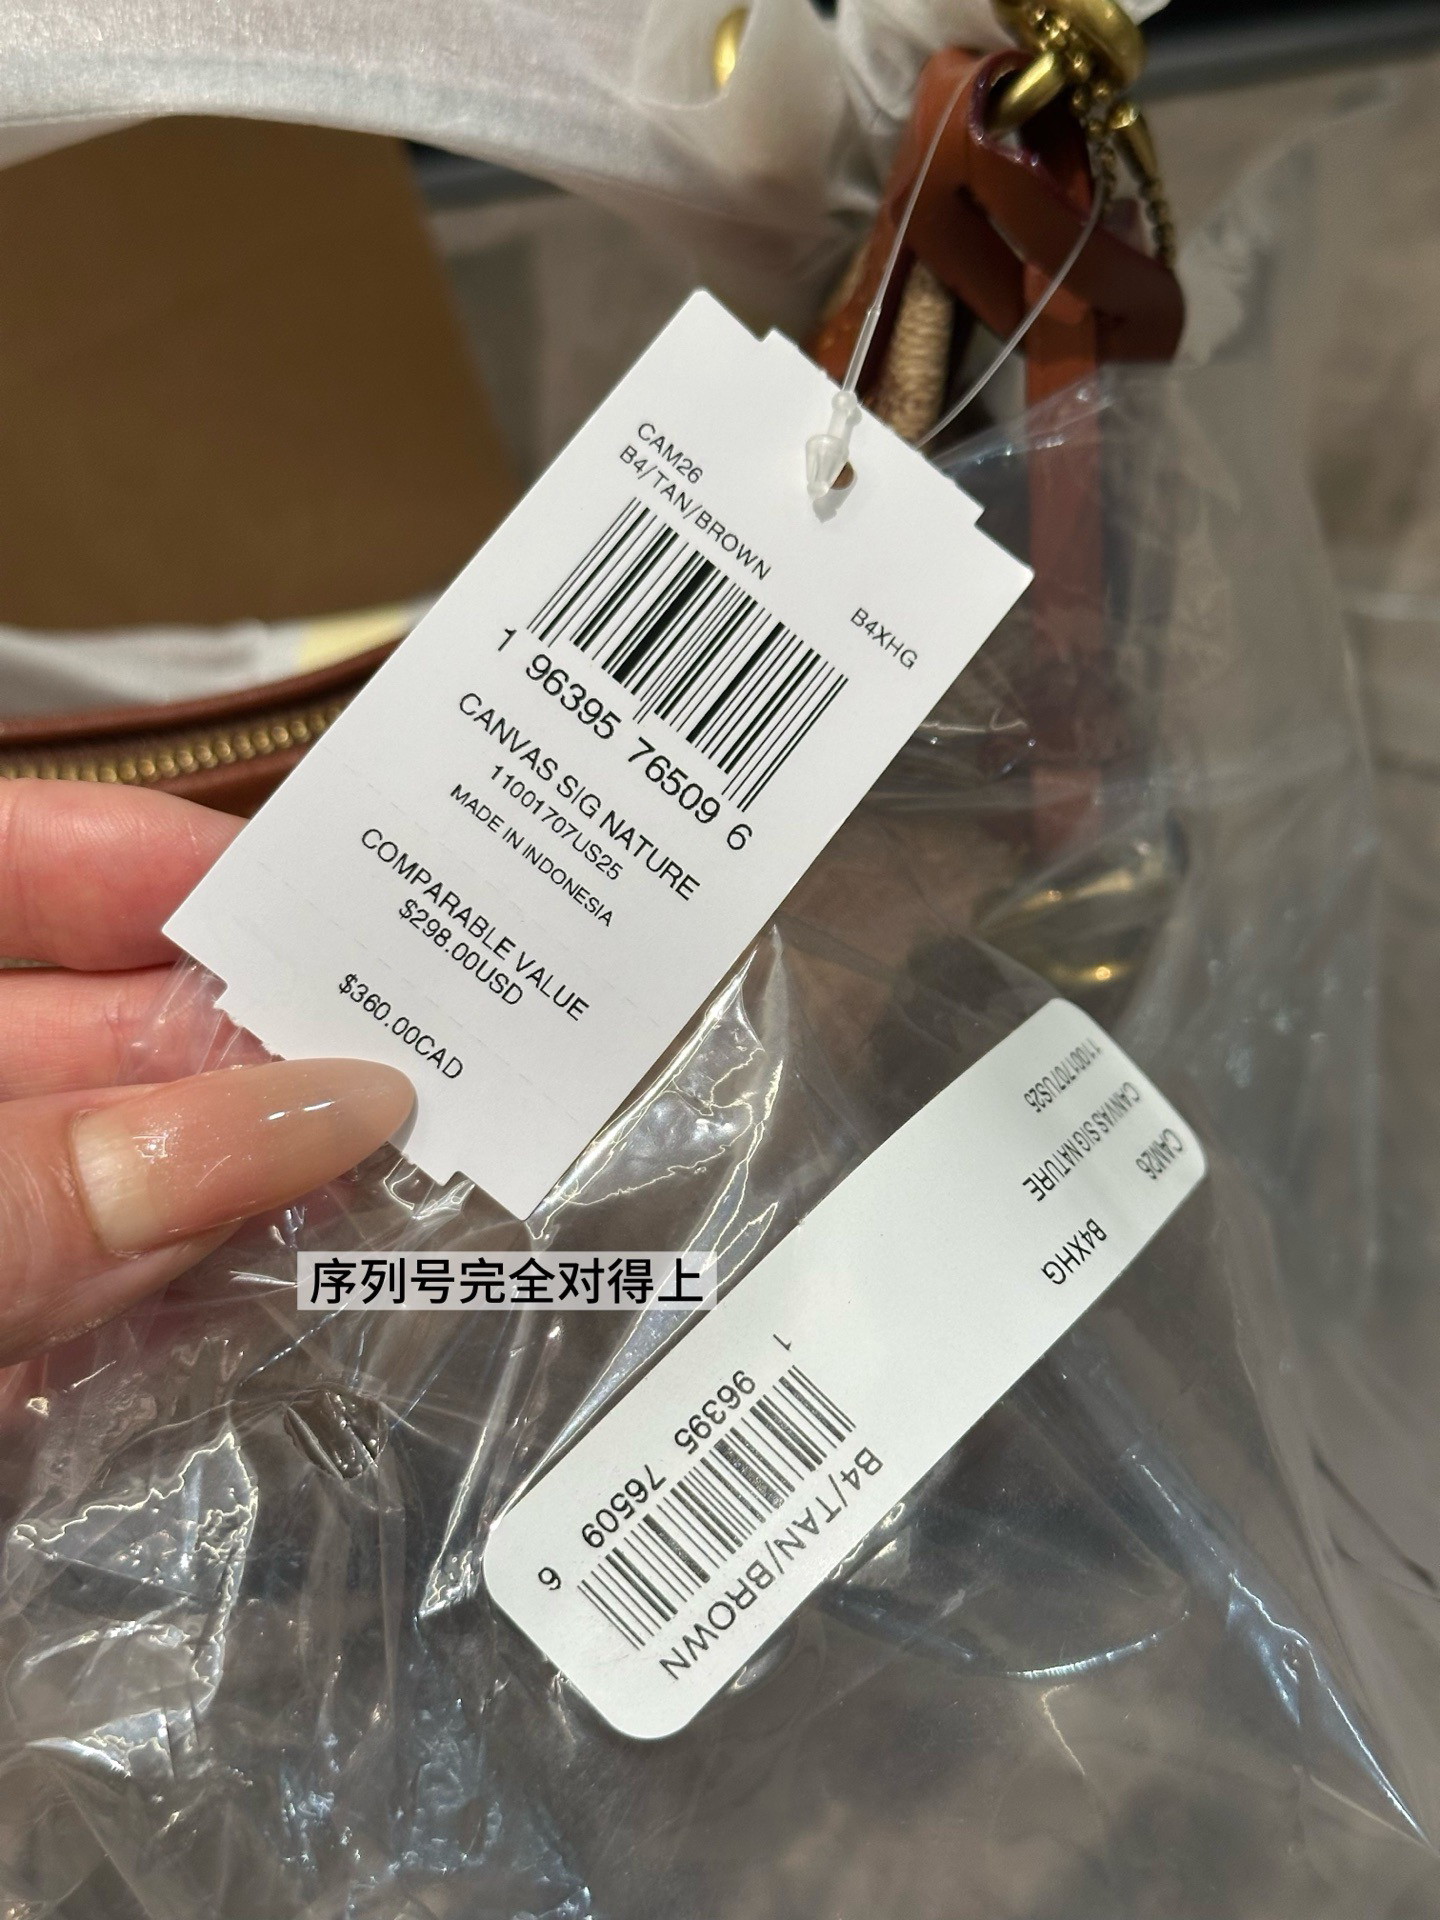 CAM26
B4/TAN/BROWN
B4XHG
1 96395 76509 6
CANVAS SIGNATURE
11001707US25
MADE IN INDONESIA
COMPARABLE VALUE
$298.00USD
$360.00CAD
序列号完全对得上
CAM26
CANVAS SIGNATURE
11001707US25
B4XHG
1 96395 76509 6
B4/TAN/BROWN